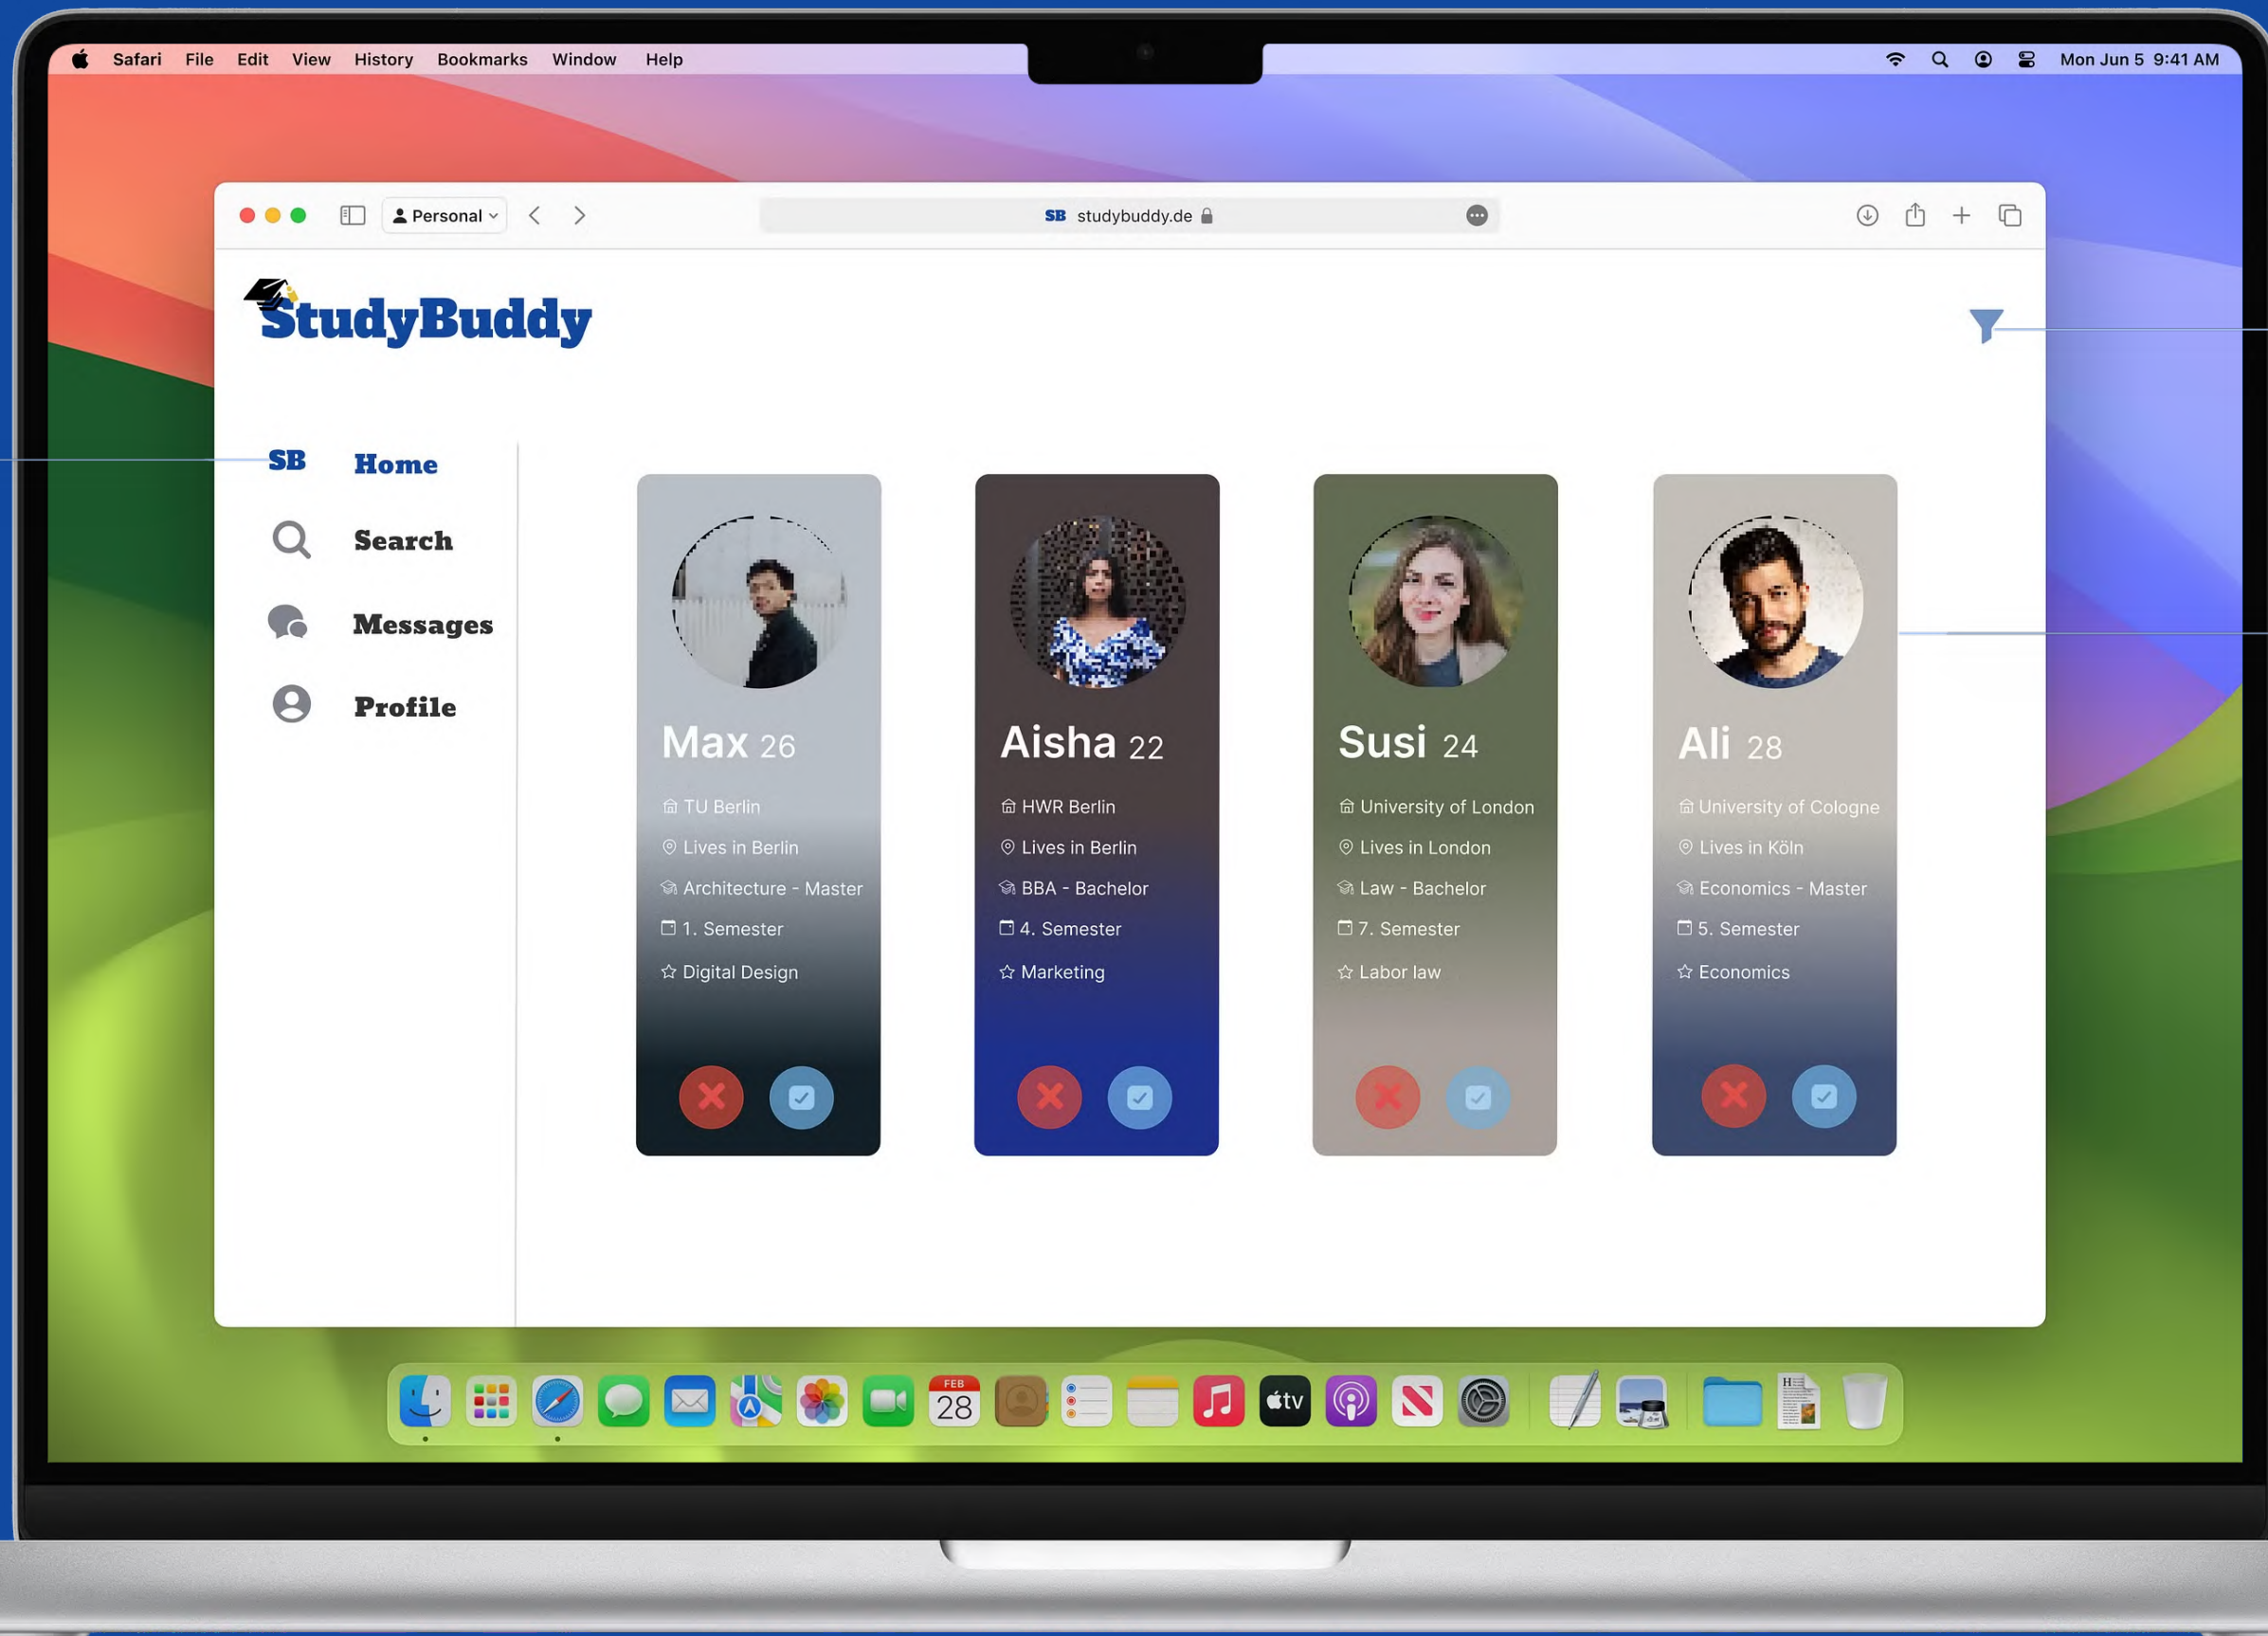 Safari File Edit View History Bookmarks Window Help
Mon Jun 5 9:41 AM
Personal
SB studybuddy.de
StudyBuddy
SB Home
Search
Messages
Profile
Max 26
TU Berlin
Lives in Berlin
Architecture - Master
1. Semester
Digital Design
Aisha 22
HWR Berlin
Lives in Berlin
BBA - Bachelor
4. Semester
Marketing
Susi 24
University of London
Lives in London
Law - Bachelor
7. Semester
Labor law
Ali 28
University of Cologne
Lives in Köln
Economics - Master
5. Semester
Economics
FEB
28
tv